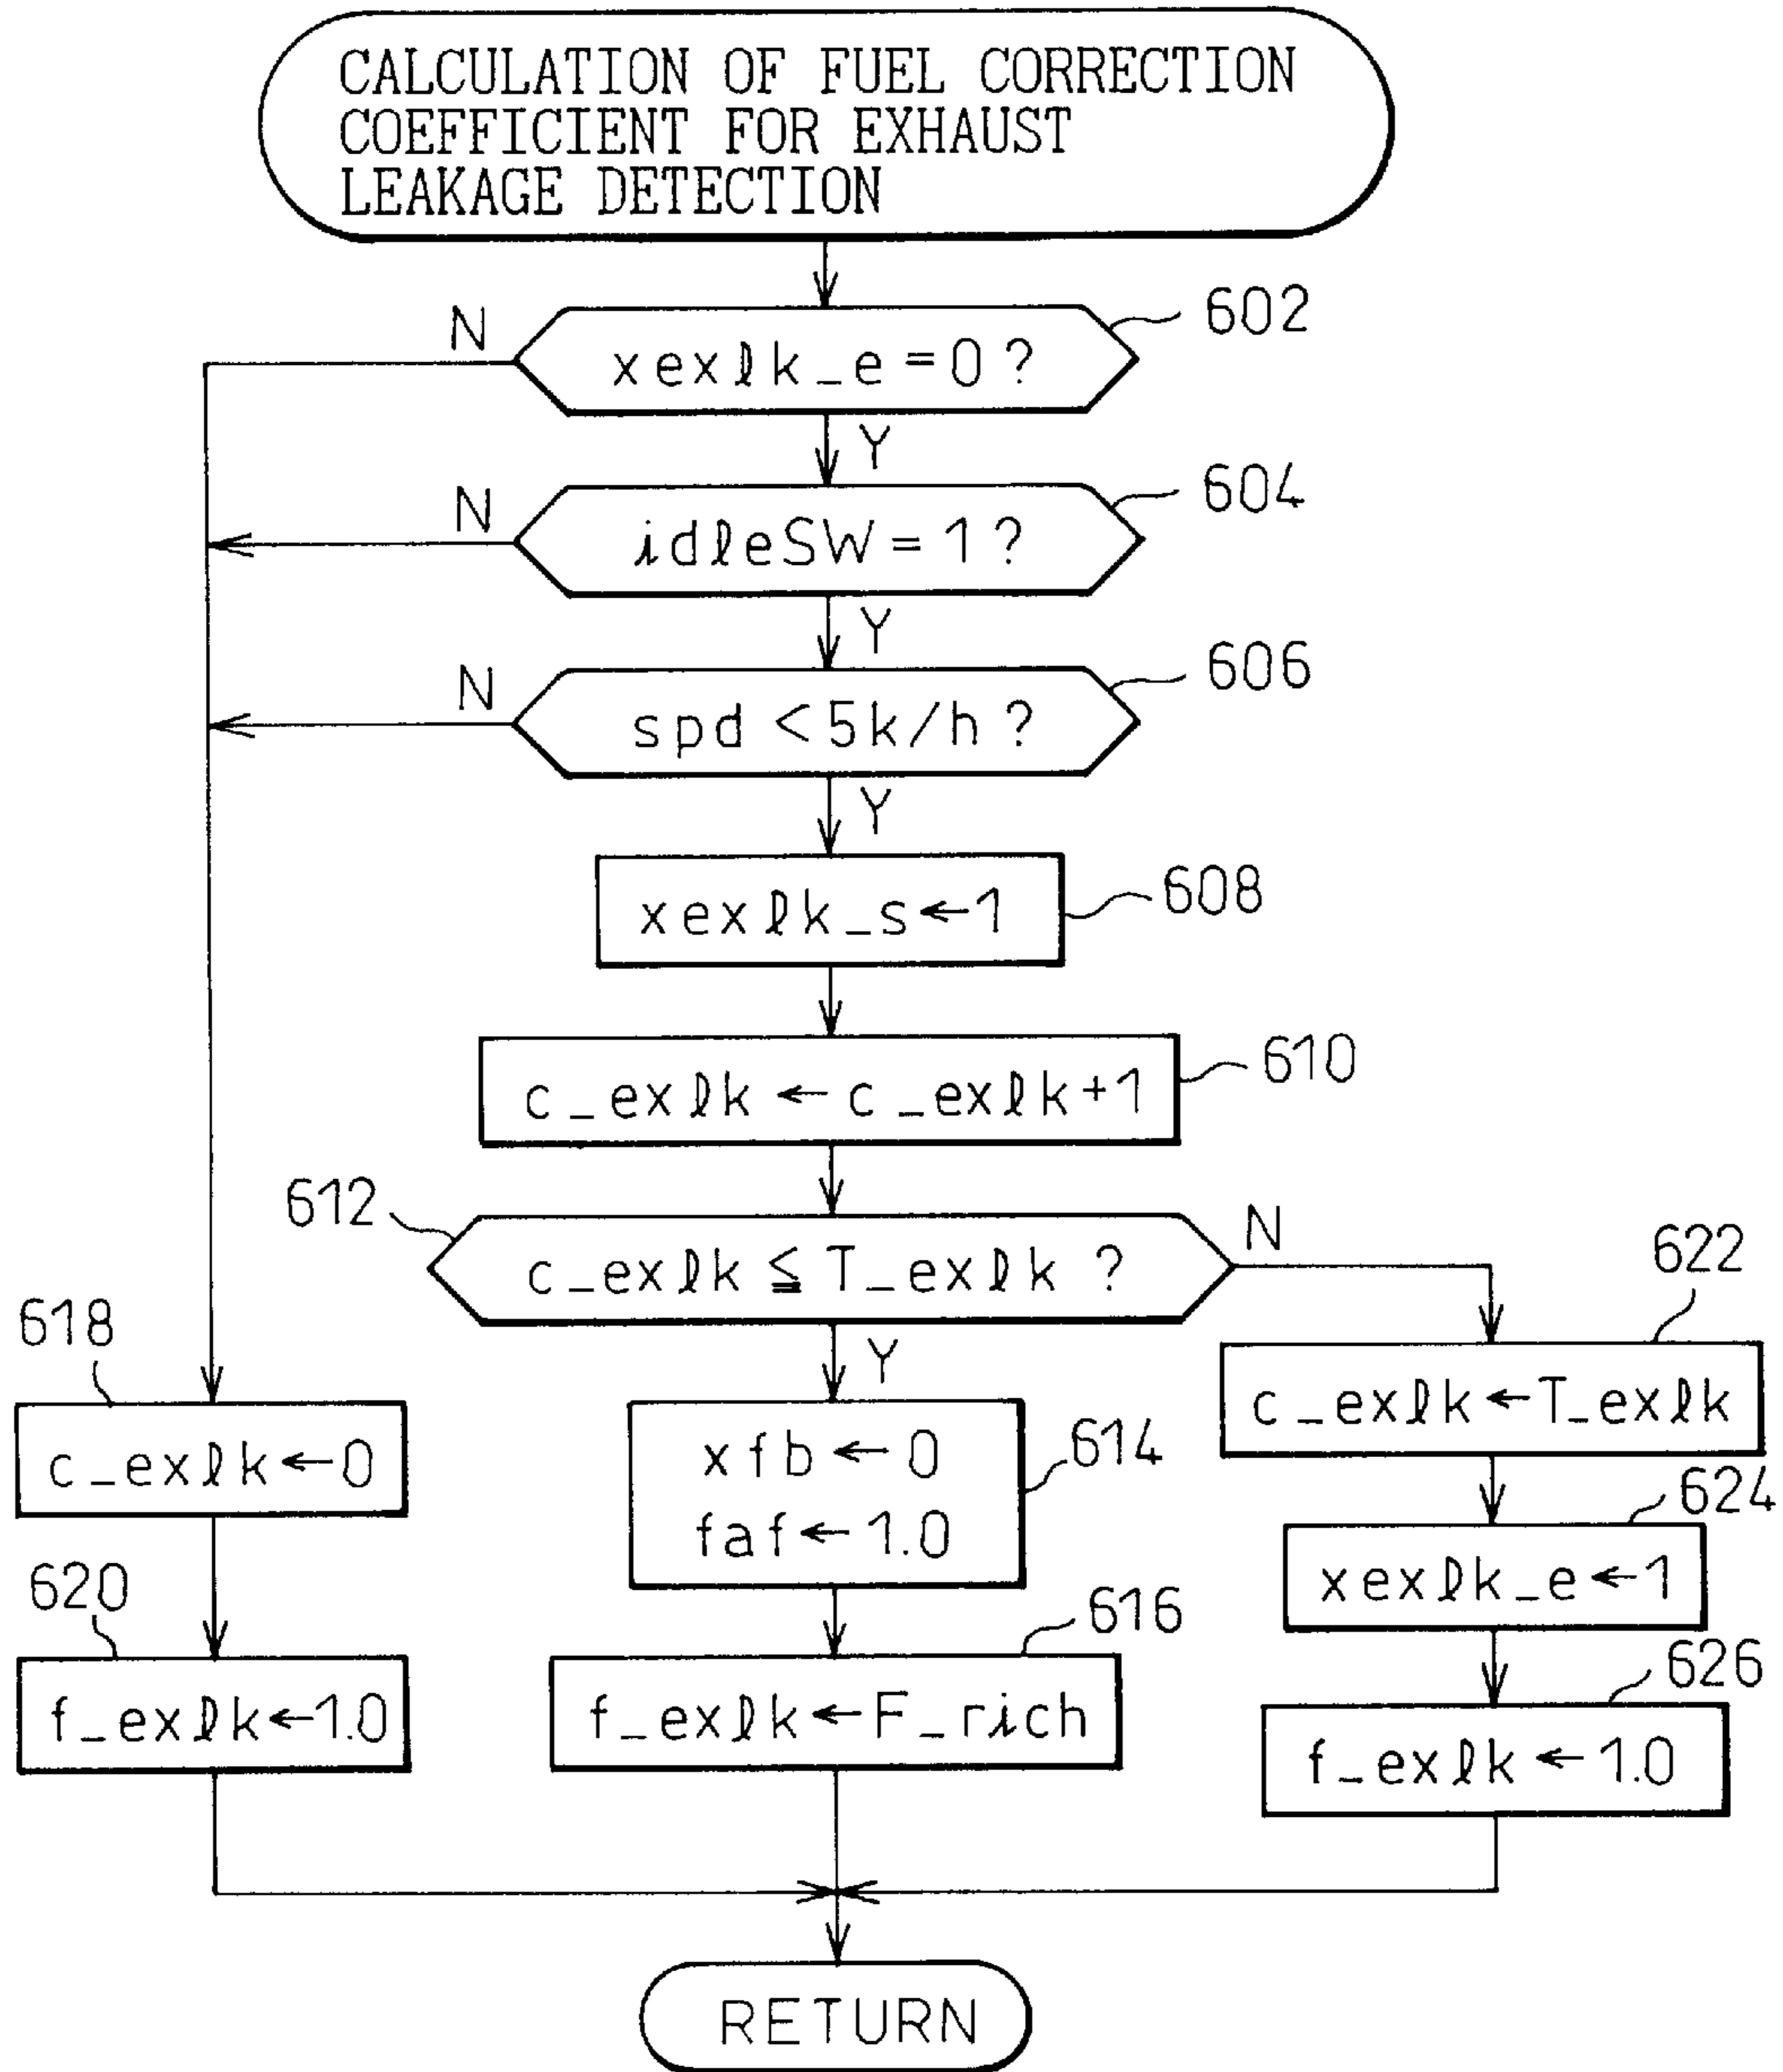 CALCULATION OF FUEL CORRECTION
COEFFICIENT FOR EXHAUST
LEAKAGE DETECTION
602
N
xexlk_e=0?
Y
604
N
idleSW=1?
Y
606
N
spd<5k/h?
Y
608
xexlk_s←1
610
c_exlk←c_exlk+1
612
c_exlk≦T_exlk ?
N
Y
622
c_exlk←T_exlk
618
c_exlk←0
614
xfb←0
faf←1.0
624
xexlk_e←1
620
f_exlk←1.0
616
f_exlk←F_rich
626
f_exlk←1.0
RETURN